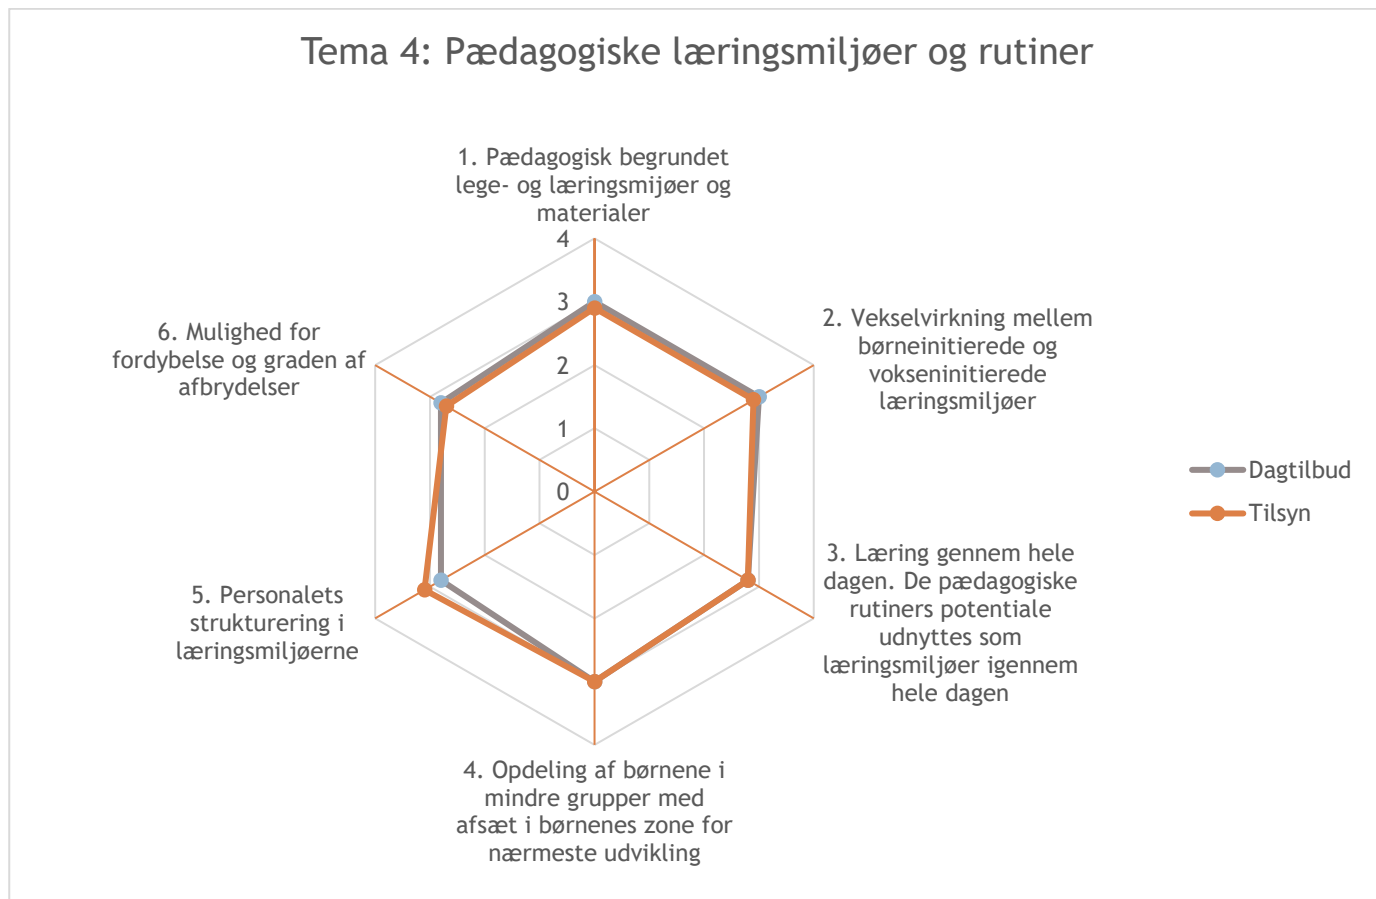 Tema 4: Pædagogiske læringsmiljøer og rutiner
1. Pædagogisk begrundet
lege- og læringsmijøer og
materialer
4
3
2
1
0
2. Vekselvirkning mellem
børneinitierede og
vokseninitierede
læringsmiljøer
3. Læring gennem hele
dagen. De pædagogiske
rutiners potentiale
udnyttes som
læringsmiljøer igennem
hele dagen
4. Opdeling af børnene i
mindre grupper med
afsæt i børnenes zone for
nærmeste udvikling
5. Personalets
strukturering i
læringsmiljøerne
6. Mulighed for
fordybelse og graden af
afbrydelser
Dagtilbud
Tilsyn